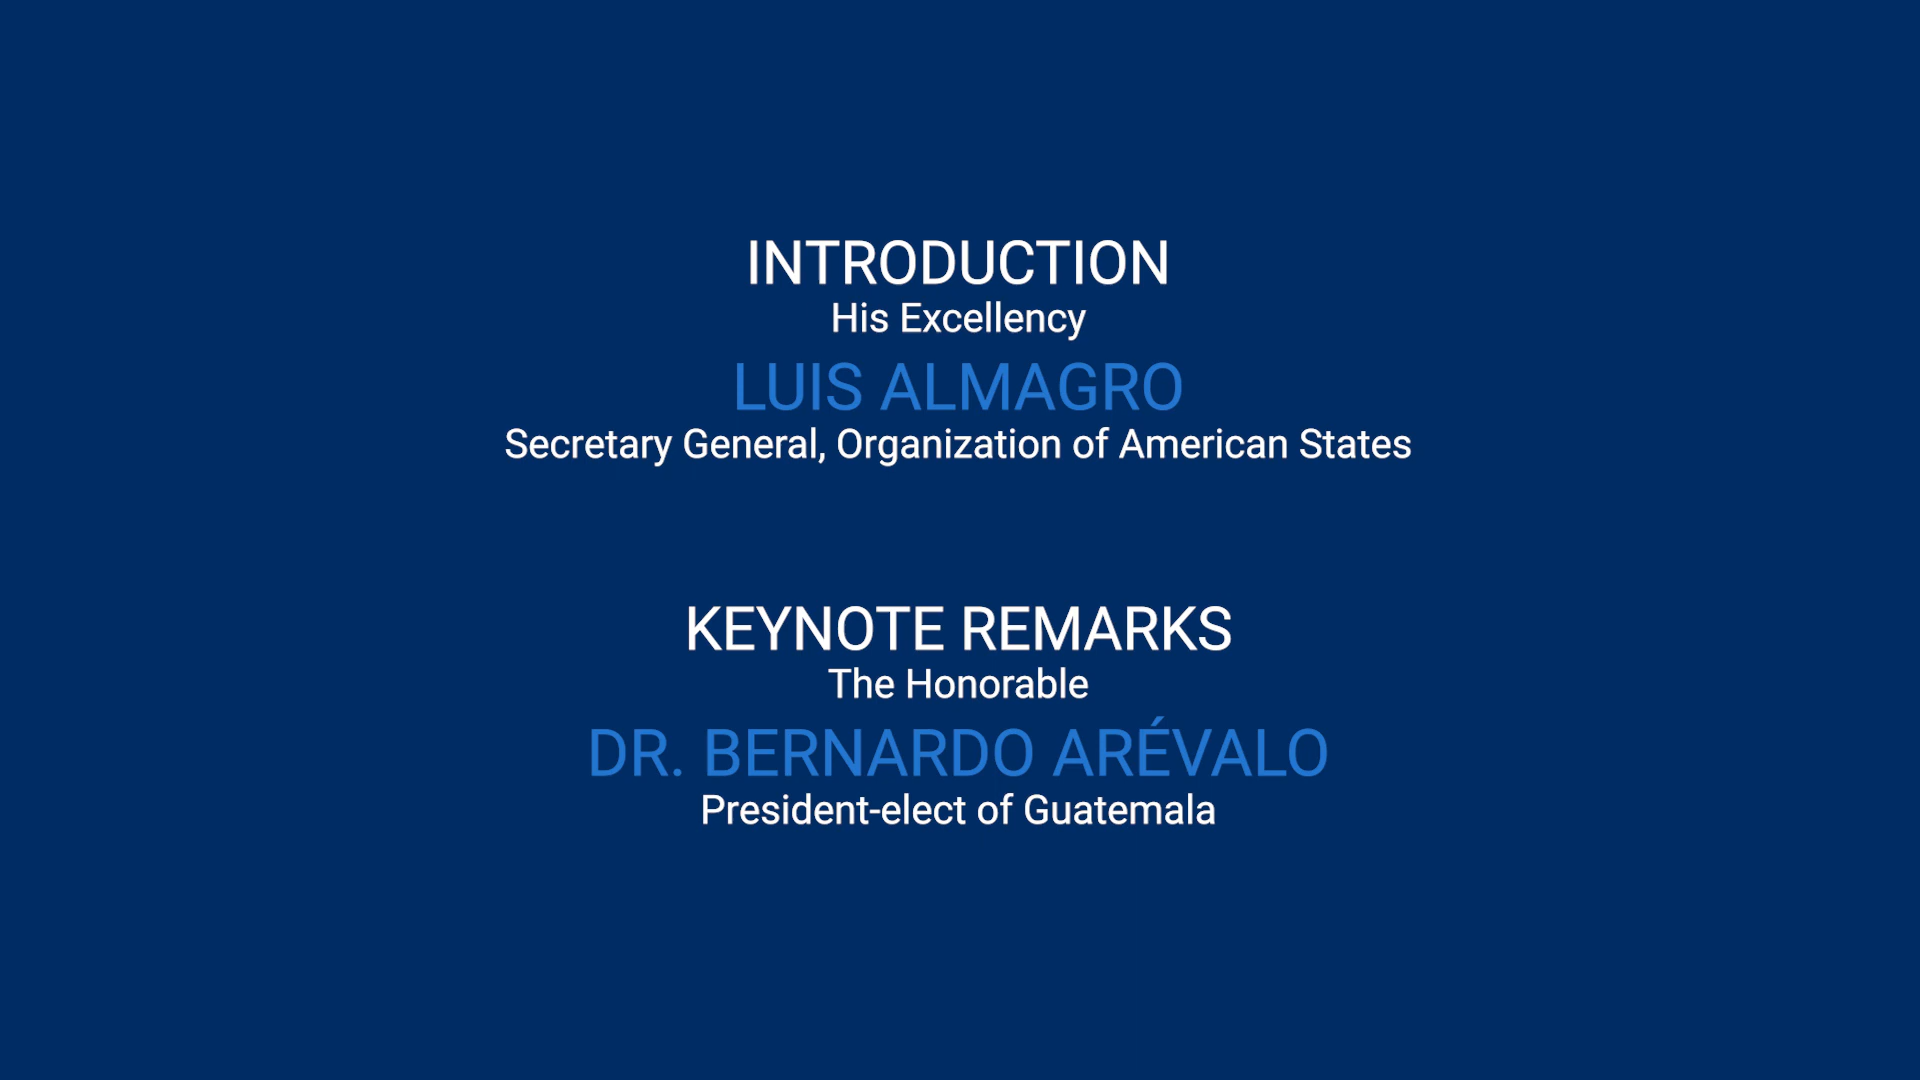 INTRODUCTION
His Excellency
LUIS ALMAGRO
Secretary General, Organization of American States
KEYNOTE REMARKS
The Honorable
DR. BERNARDO ARÉVALO
President-elect of Guatemala